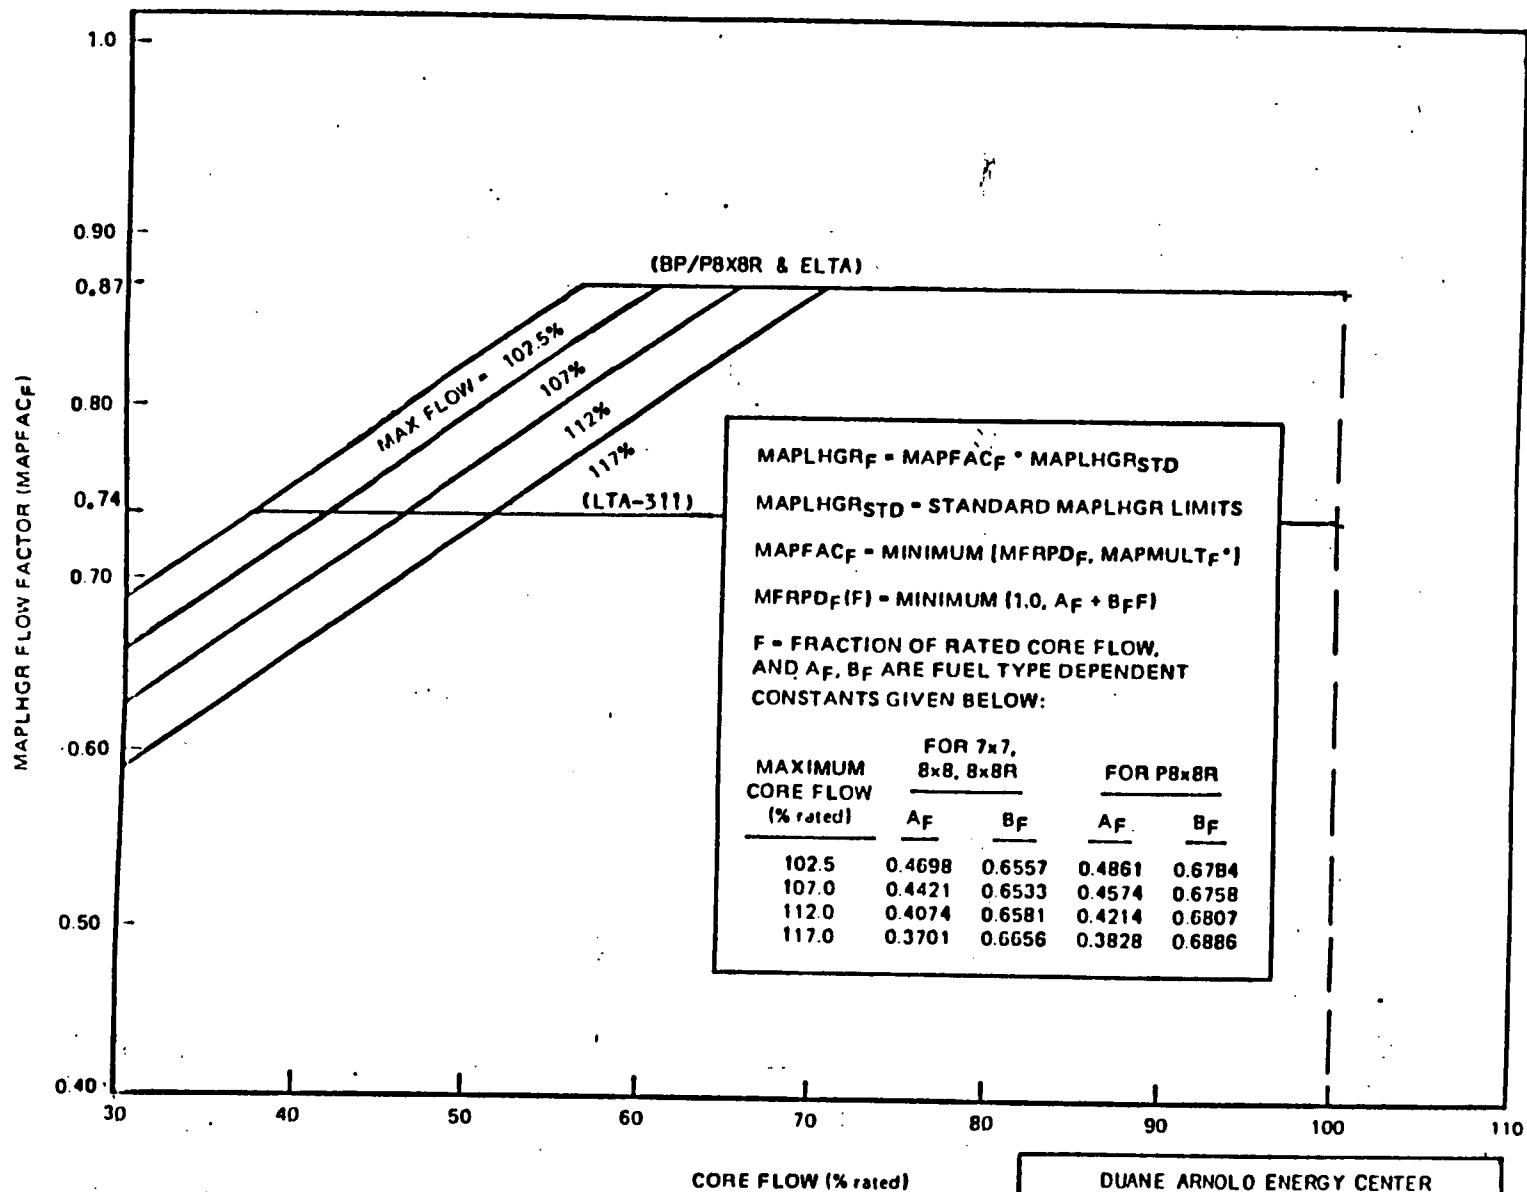 1.0
0.90
0.87
0.80
0.74
0.70
0.60
0.50
0.40
MAPLHGR FLOW FACTOR (MAPFACF)
(BP/P8X8R & ELTA)
MAX FLOW = 102.5%
107%
112%
117%
(LTA-311)
MAPLHGRF = MAPFACF * MAPLHGRSTD
MAPLHGRSTD = STANDARD MAPLHGR LIMITS
MAPFACF = MINIMUM (MFRPDF, MAPMULTF*)
MFRPDF(F) = MINIMUM (1.0, AF + BFF)
F = FRACTION OF RATED CORE FLOW,
AND AF, BF ARE FUEL TYPE DEPENDENT
CONSTANTS GIVEN BELOW:
MAXIMUM CORE FLOW (% rated) FOR 7x7, 8x8, 8x8R FOR P8x8R
AF BF AF BF
102.5 0.4698 0.6557 0.4861 0.6784
107.0 0.4421 0.6533 0.4574 0.6758
112.0 0.4074 0.6581 0.4214 0.6807
117.0 0.3701 0.6656 0.3828 0.6886
30 40 50 60 70 80 90 100 110
CORE FLOW (% rated)
DUANE ARNOLD ENERGY CENTER